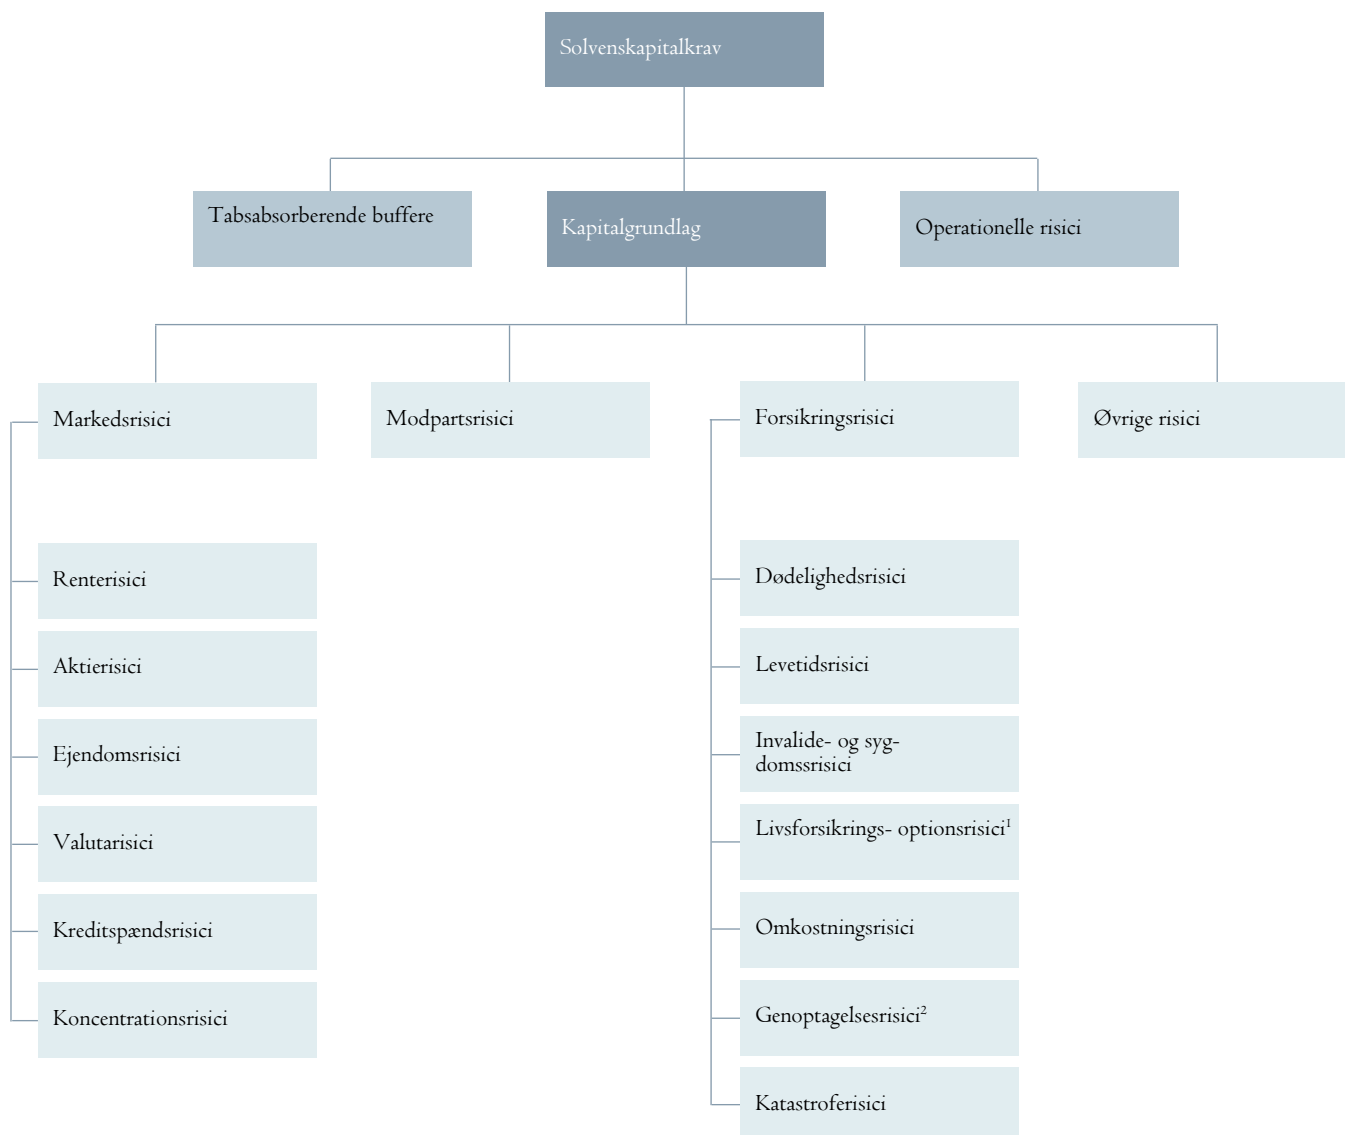 Solvenskapitalkrav
Tabsabsorberende buffere
Kapitalgrundlag
Operationelle risici
Markedsrisici
Modpartsrisici
Forsikringsrisici
Øvrige risici
Renterisici
Aktierisici
Ejendomsrisici
Valutarisici
Kreditspændsrisici
Koncentrationsrisici
Dødelighedsrisici
Levetidsrisici
Invalide- og syg-
domssrisici
Livsforsikrings- optionsrisici¹
Omkostningsrisici
Genoptagelsesrisici²
Katastroferisici